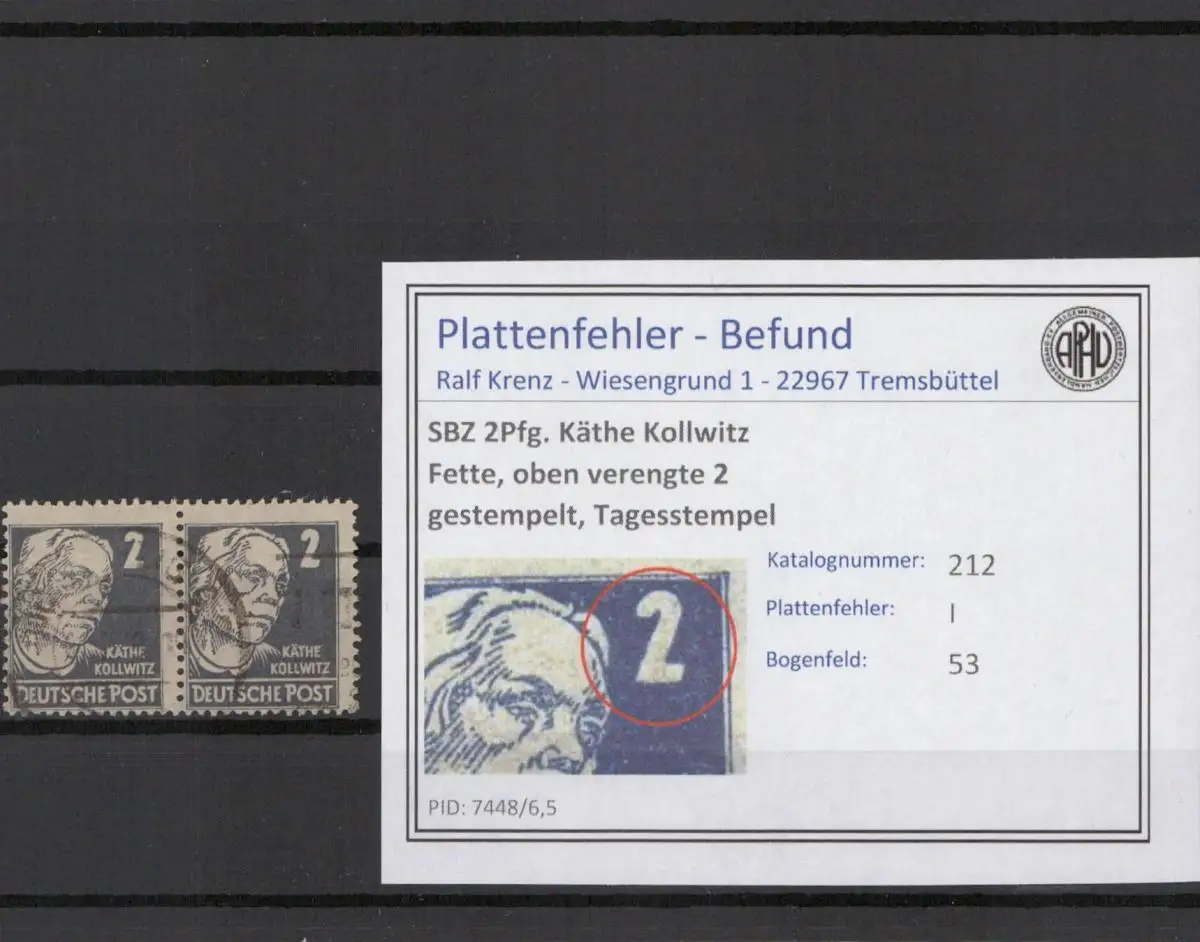 2
KÄTHE
KOLLWITZ
DEUTSCHE POST
2
KÄTHE
KOLLWITZ
DEUTSCHE POST
Plattenfehler - Befund
APHV
Ralf Krenz - Wiesengrund 1 - 22967 Tremsbüttel
SBZ 2Pfg. Käthe Kollwitz
Fette, oben verengte 2
gestempelt, Tagesstempel
2
Katalognummer: 212
Plattenfehler: I
Bogenfeld: 53
PID: 7448/6,5